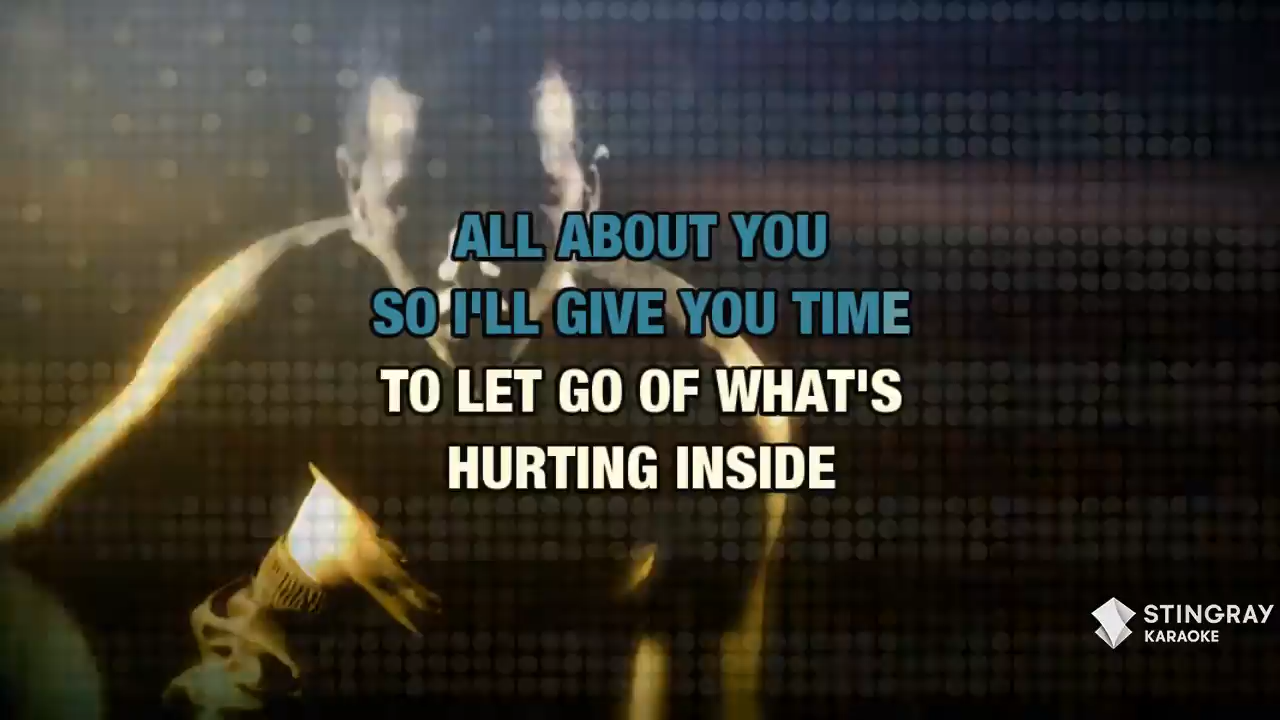 ALL ABOUT YOU
SO I'LL GIVE YOU TIME
TO LET GO OF WHAT'S
HURTING INSIDE
STINGRAY
KARAOKE